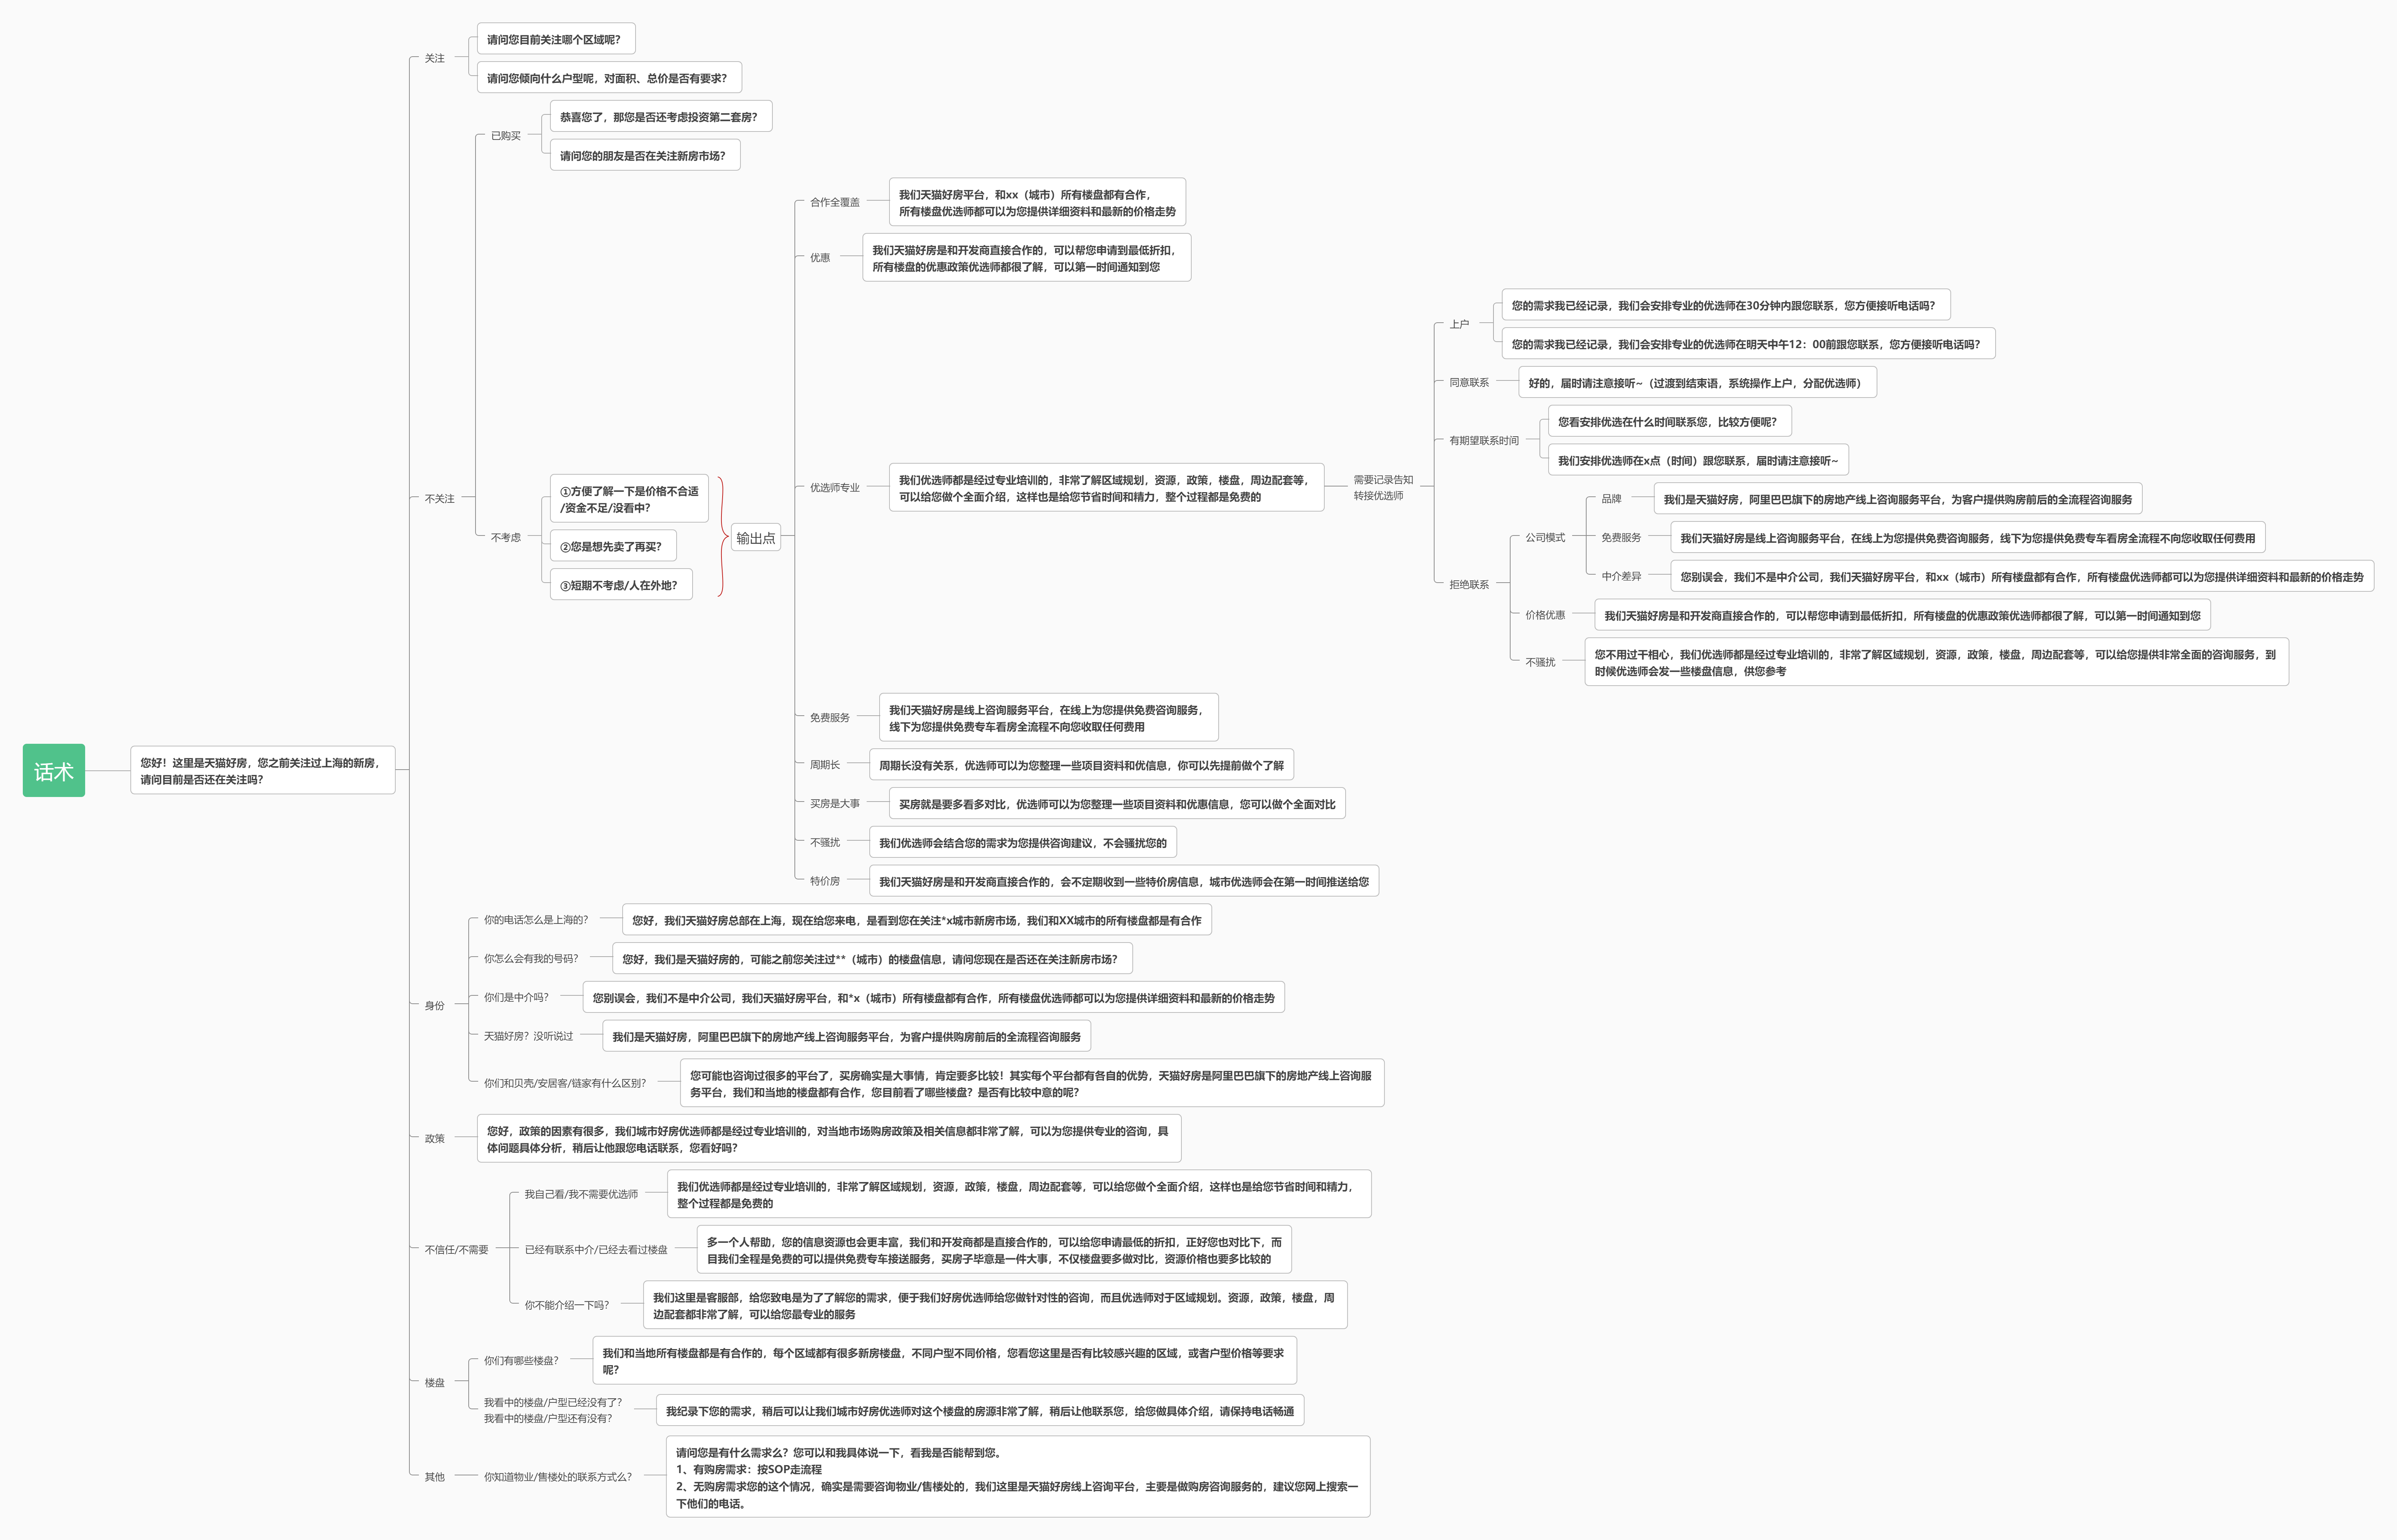 话术
您好！这里是天猫好房，您之前关注过上海的新房，
请问目前是否还在关注吗？
关注
请问您目前关注哪个区域呢？
请问您倾向什么户型呢，对面积、总价是否有要求？
不关注
已购买
恭喜您了，那您是否还考虑投资第二套房？
请问您的朋友是否在关注新房市场？
不考虑
①方便了解一下是价格不合适
/资金不足/没看中？
②您是想先卖了再买？
③短期不考虑/人在外地？
输出点
合作全覆盖
我们天猫好房平台，和xx（城市）所有楼盘都有合作，
所有楼盘优选师都可以为您提供详细资料和最新的价格走势
优惠
我们天猫好房是和开发商直接合作的，可以帮您申请到最低折扣，
所有楼盘的优惠政策优选师都很了解，可以第一时间通知到您
优选师专业
我们优选师都是经过专业培训的，非常了解区域规划，资源，政策，楼盘，周边配套等，
可以给您做个全面介绍，这样也是给您节省时间和精力，整个过程都是免费的
需要记录告知
转接优选师
上户
您的需求我已经记录，我们会安排专业的优选师在30分钟内跟您联系，您方便接听电话吗？
您的需求我已经记录，我们会安排专业的优选师在明天中午12：00前跟您联系，您方便接听电话吗？
同意联系
好的，届时请注意接听~（过渡到结束语，系统操作上户，分配优选师）
有期望联系时间
您看安排优选在什么时间联系您，比较方便呢？
我们安排优选师在x点（时间）跟您联系，届时请注意接听~
拒绝联系
公司模式
品牌
我们是天猫好房，阿里巴巴旗下的房地产线上咨询服务平台，为客户提供购房前后的全流程咨询服务
免费服务
我们天猫好房是线上咨询服务平台，在线上为您提供免费咨询服务，线下为您提供免费专车看房全流程不向您收取任何费用
中介差异
您别误会，我们不是中介公司，我们天猫好房平台，和xx（城市）所有楼盘都有合作，所有楼盘优选师都可以为您提供详细资料和最新的价格走势
价格优惠
我们天猫好房是和开发商直接合作的，可以帮您申请到最低折扣，所有楼盘的优惠政策优选师都很了解，可以第一时间通知到您
不骚扰
您不用过干相心，我们优选师都是经过专业培训的，非常了解区域规划，资源，政策，楼盘，周边配套等，可以给您提供非常全面的咨询服务，到
时候优选师会发一些楼盘信息，供您参考
免费服务
我们天猫好房是线上咨询服务平台，在线上为您提供免费咨询服务，
线下为您提供免费专车看房全流程不向您收取任何费用
周期长
周期长没有关系，优选师可以为您整理一些项目资料和优信息，你可以先提前做个了解
买房是大事
买房就是要多看多对比，优选师可以为您整理一些项目资料和优惠信息，您可以做个全面对比
不骚扰
我们优选师会结合您的需求为您提供咨询建议，不会骚扰您的
特价房
我们天猫好房是和开发商直接合作的，会不定期收到一些特价房信息，城市优选师会在第一时间推送给您
身份
你的电话怎么是上海的？
您好，我们天猫好房总部在上海，现在给您来电，是看到您在关注*x城市新房市场，我们和XX城市的所有楼盘都是有合作
你怎么会有我的号码？
您好，我们是天猫好房的，可能之前您关注过**（城市）的楼盘信息，请问您现在是否还在关注新房市场？
你们是中介吗？
您别误会，我们不是中介公司，我们天猫好房平台，和*x（城市）所有楼盘都有合作，所有楼盘优选师都可以为您提供详细资料和最新的价格走势
天猫好房？没听说过
我们是天猫好房，阿里巴巴旗下的房地产线上咨询服务平台，为客户提供购房前后的全流程咨询服务
你们和贝壳/安居客/链家有什么区别？
您可能也咨询过很多的平台了，买房确实是大事情，肯定要多比较！其实每个平台都有各自的优势，天猫好房是阿里巴巴旗下的房地产线上咨询服
务平台，我们和当地的楼盘都有合作，您目前看了哪些楼盘？是否有比较中意的呢？
政策
您好，政策的因素有很多，我们城市好房优选师都是经过专业培训的，对当地市场购房政策及相关信息都非常了解，可以为您提供专业的咨询，具
体问题具体分析，稍后让他跟您电话联系，您看好吗？
不信任/不需要
我自己看/我不需要优选师
我们优选师都是经过专业培训的，非常了解区域规划，资源，政策，楼盘，周边配套等，可以给您做个全面介绍，这样也是给您节省时间和精力，
整个过程都是免费的
已经有联系中介/已经去看过楼盘
多一个人帮助，您的信息资源也会更丰富，我们和开发商都是直接合作的，可以给您申请最低的折扣，正好您也对比下，而
目我们全程是免费的可以提供免费专车接送服务，买房子毕意是一件大事，不仅楼盘要多做对比，资源价格也要多比较的
你不能介绍一下吗？
我们这里是客服部，给您致电是为了了解您的需求，便于我们好房优选师给您做针对性的咨询，而且优选师对于区域规划。资源，政策，楼盘，周
边配套都非常了解，可以给您最专业的服务
楼盘
你们有哪些楼盘？
我们和当地所有楼盘都是有合作的，每个区域都有很多新房楼盘，不同户型不同价格，您看您这里是否有比较感兴趣的区域，或者户型价格等要求
呢？
我看中的楼盘/户型已经没有了？
我看中的楼盘/户型还有没有？
我纪录下您的需求，稍后可以让我们城市好房优选师对这个楼盘的房源非常了解，稍后让他联系您，给您做具体介绍，请保持电话畅通
其他
你知道物业/售楼处的联系方式么？
请问您是有什么需求么？您可以和我具体说一下，看我是否能帮到您。
1、有购房需求：按SOP走流程
2、无购房需求您的这个情况，确实是需要咨询物业/售楼处的，我们这里是天猫好房线上咨询平台，主要是做购房咨询服务的，建议您网上搜索一
下他们的电话。